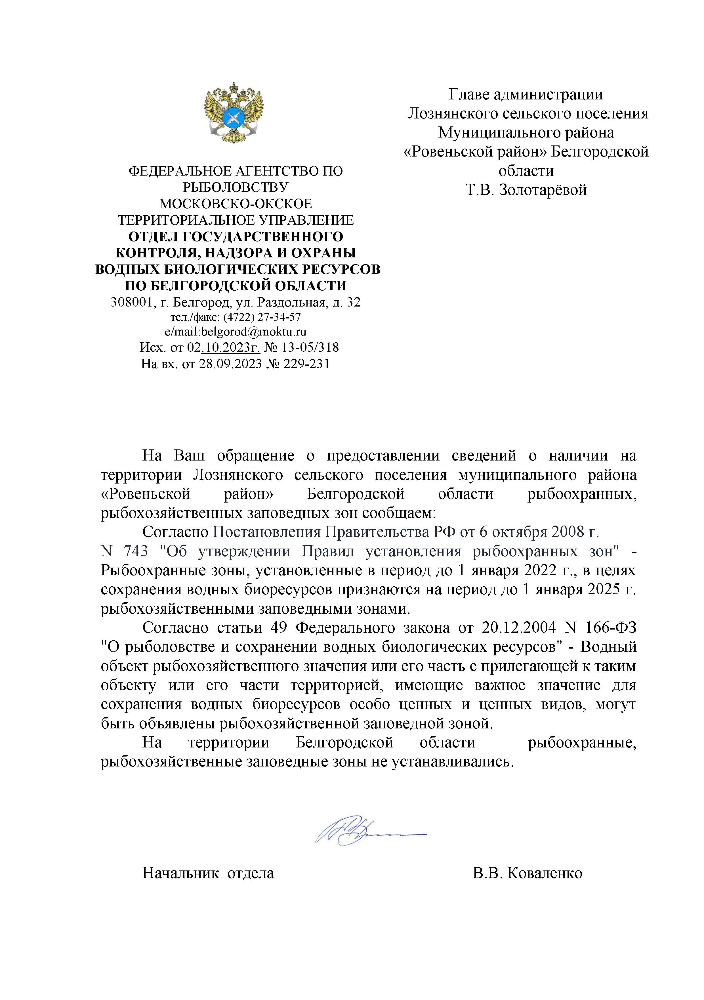 ФЕДЕРАЛЬНОЕ АГЕНТСТВО ПО
РЫБОЛОВСТВУ
МОСКОВСКО-ОКСКОЕ
ТЕРРИТОРИАЛЬНОЕ УПРАВЛЕНИЕ
ОТДЕЛ ГОСУДАРСТВЕННОГО
КОНТРОЛЯ, НАДЗОРА И ОХРАНЫ
ВОДНЫХ БИОЛОГИЧЕСКИХ РЕСУРСОВ
ПО БЕЛГОРОДСКОЙ ОБЛАСТИ
308001, г. Белгород, ул. Раздольная, д. 32
тел./факс: (4722) 27-34-57
e/mail:belgorod@moktu.ru
Исх. от 02.10.2023г. № 13-05/318
На вх. от 28.09.2023 № 229-231
Главе администрации
Лознянского сельского поселения
Муниципального района
«Ровеньской район» Белгородской
области
Т.В. Золотарёвой
На Ваш обращение о предоставлении сведений о наличии на
территории Лознянского сельского поселения муниципального района
«Ровеньской район» Белгородской области рыбоохранных,
рыбохозяйственных заповедных зон сообщаем:
Согласно Постановления Правительства РФ от 6 октября 2008 г.
N 743 "Об утверждении Правил установления рыбоохранных зон" -
Рыбоохранные зоны, установленные в период до 1 января 2022 г., в целях
сохранения водных биоресурсов признаются на период до 1 января 2025 г.
рыбохозяйственными заповедными зонами.
Согласно статьи 49 Федерального закона от 20.12.2004 N 166-ФЗ
"О рыболовстве и сохранении водных биологических ресурсов" - Водный
объект рыбохозяйственного значения или его часть с прилегающей к таким
объекту или его части территорией, имеющие важное значение для
сохранения водных биоресурсов особо ценных и ценных видов, могут
быть объявлены рыбохозяйственной заповедной зоной.
На территории Белгородской области рыбоохранные,
рыбохозяйственные заповедные зоны не устанавливались.
Начальник отдела В.В. Коваленко